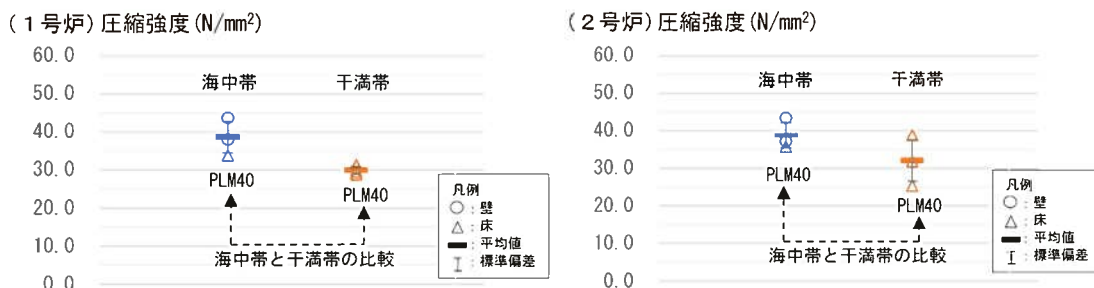 (1号炉)圧縮強度(N/mm²)
60.0
50.0
40.0
30.0
20.0
10.0
0.0
海中帯
干満帯
PLM40
PLM40
海中帯と干満帯の比較
凡例
○ : 壁
△ : 床
: 平均値
: 標準偏差
(2号炉)圧縮強度(N/mm²)
60.0
50.0
40.0
30.0
20.0
10.0
0.0
海中帯
干満帯
PLM40
PLM40
海中帯と干満帯の比較
凡例
○ : 壁
△ : 床
: 平均値
: 標準偏差